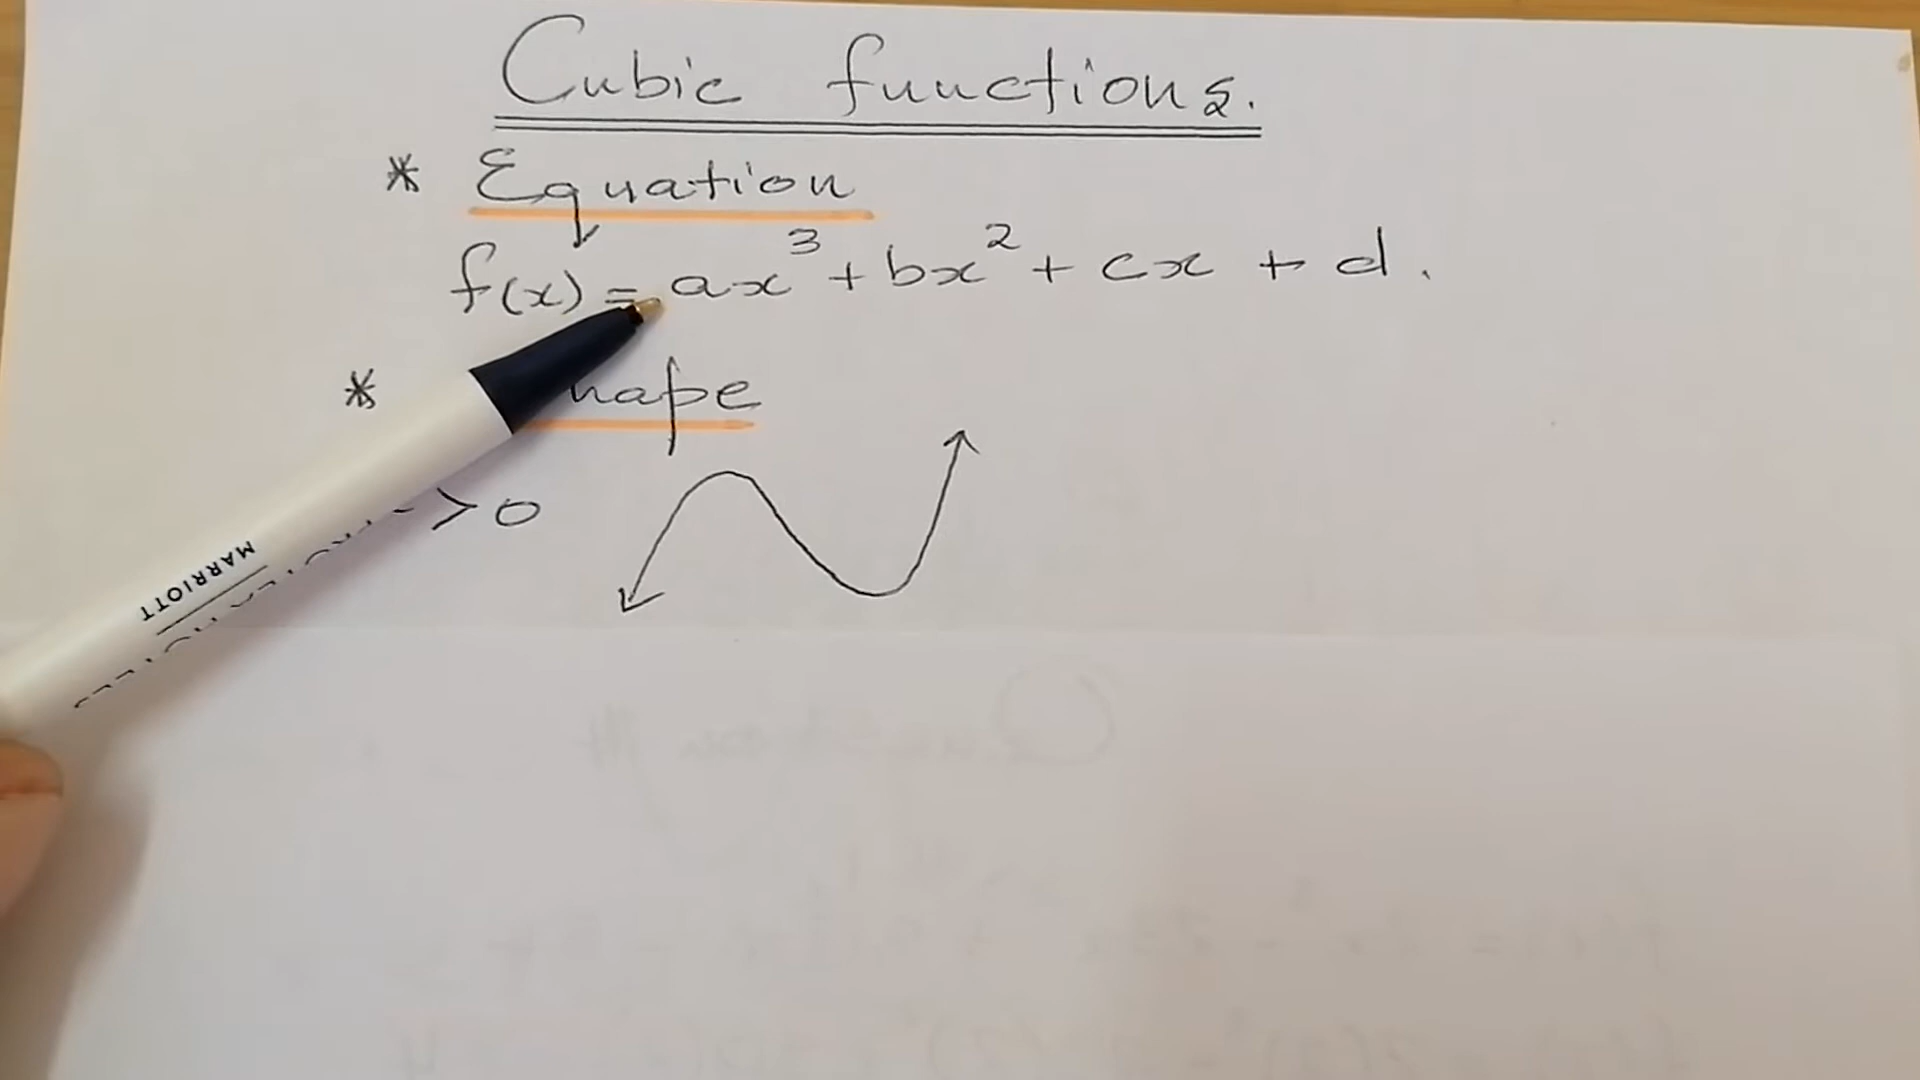 Cubic functions.
* Equation
f(x) = ax³ + bx² + cx + d.
* hape
> 0
MARRIOTT